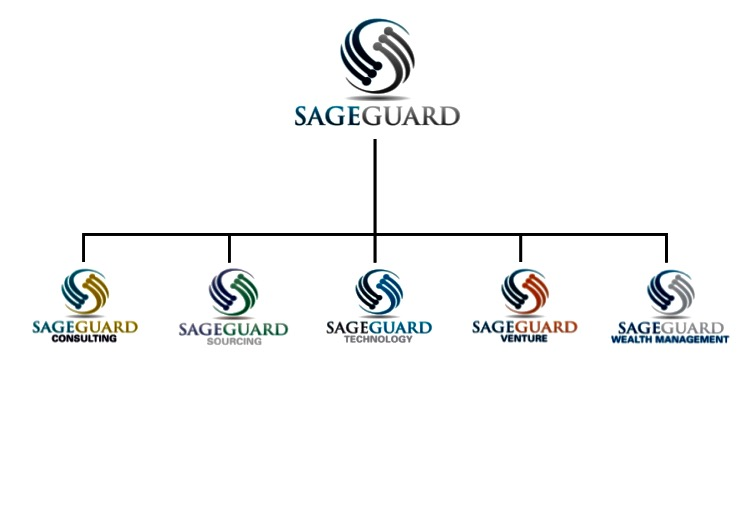 SAGEGUARD
SAGEGUARD
CONSULTING
SAGEGUARD
SOURCING
SAGEGUARD
TECHNOLOGY
SAGEGUARD
VENTURE
SAGEGUARD
WEALTH MANAGEMENT